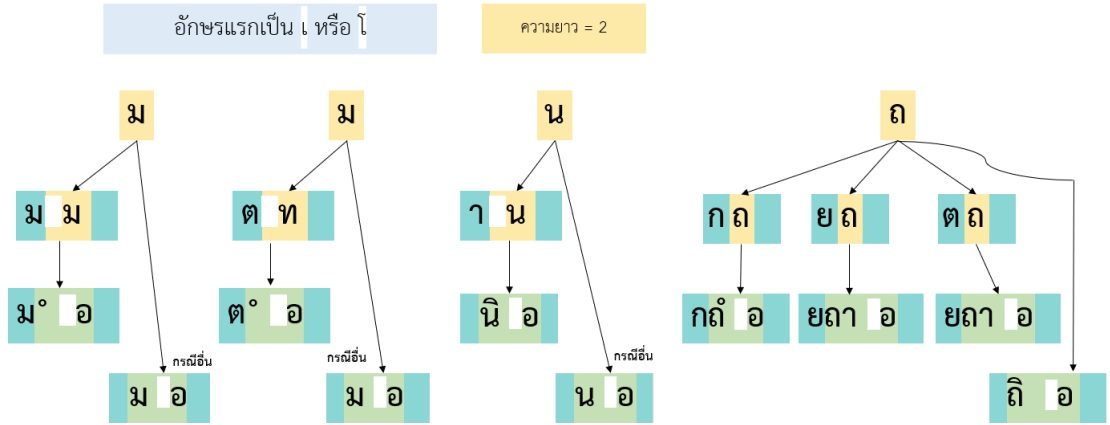 อักษรแรกเป็น เ หรือ โ
ความยาว = 2
ม ม น ถ
ม ม ต ท า น ก ถ ย ถ ต ถ
ม ํ อ ต ํ อ นิ อ กถํ อ ยถา อ ยถา อ
กรณีอื่น กรณีอื่น กรณีอื่น
ม อ ม อ น อ ถิ อ